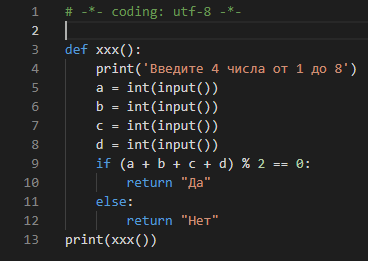 1 # -*- coding: utf-8 -*-
2
3 def xxx():
4     print('Введите 4 числа от 1 до 8')
5     a = int(input())
6     b = int(input())
7     c = int(input())
8     d = int(input())
9     if (a + b + c + d) % 2 == 0:
10         return "Да"
11     else:
12         return "Нет"
13 print(xxx())